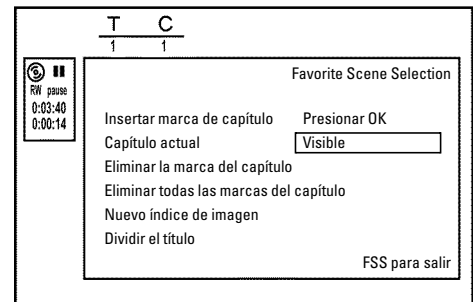 T C
1 1
RW pause
0:03:40
0:00:14
Favorite Scene Selection
Insertar marca de capítulo Presionar OK
Capítulo actual Visible
Eliminar la marca del capítulo
Eliminar todas las marcas del capítulo
Nuevo índice de imagen
Dividir el título
FSS para salir